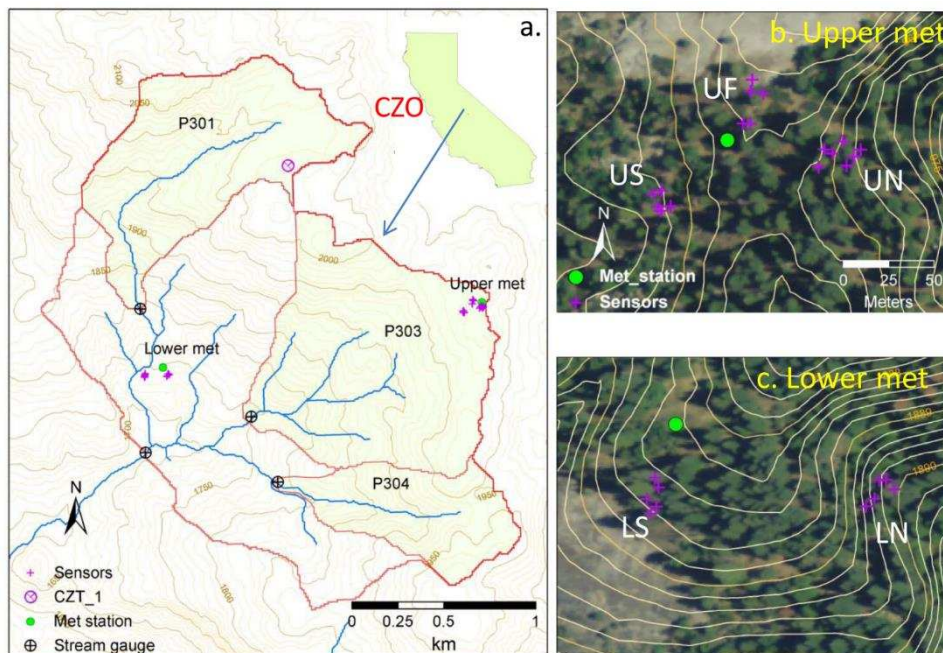 a.
CZO
2100
2050
P301
1900
1850
2000
Upper met
P303
Lower met
1750
P304
1950
N
1800
Sensors
CZT_1
Met station
Stream gauge
0 0.25 0.5 1
km
b. Upper met
UF
US
UN
N
Met_station
Sensors
0 25 50
Meters
c. Lower met
1880
1890
LS
LN